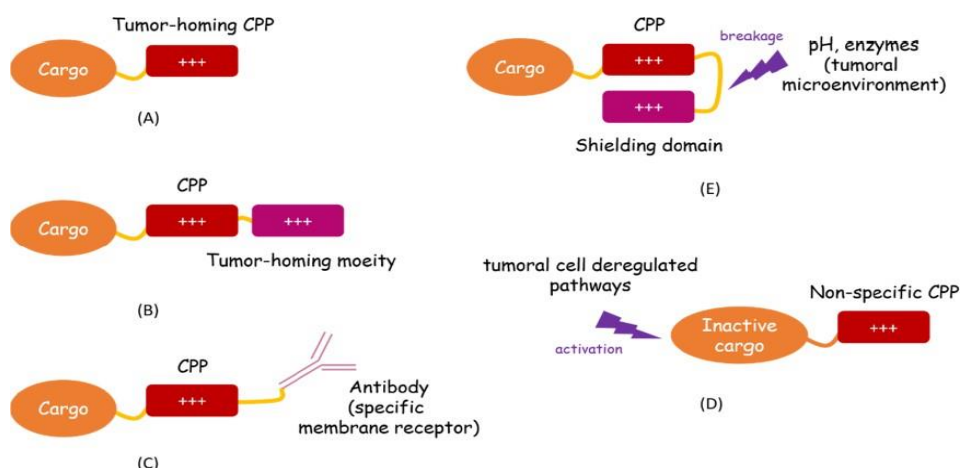 Tumor-homing CPP
Cargo
+++
(A)
CPP
Cargo
+++
+++
Tumor-homing moeity
(B)
CPP
Cargo
+++
Antibody
(specific
membrane receptor)
(C)
CPP
breakage
Cargo
+++
pH, enzymes
(tumoral
microenvironment)
+++
Shielding domain
(E)
tumoral cell deregulated
pathways
Non-specific CPP
activation
Inactive
cargo
+++
(D)